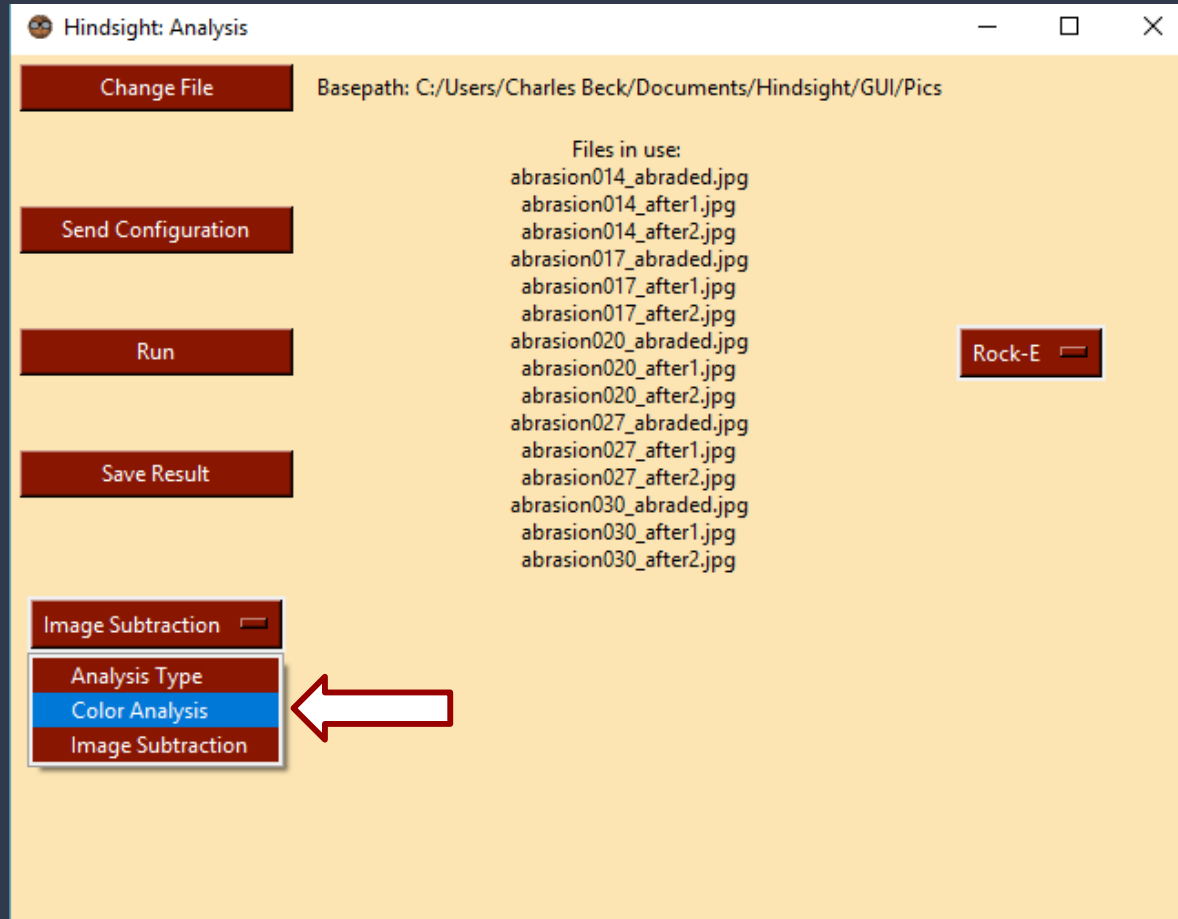 Hindsight: Analysis
Change File
Basepath: C:/Users/Charles Beck/Documents/Hindsight/GUI/Pics
Files in use:
abrasion014_abraded.jpg
abrasion014_after1.jpg
abrasion014_after2.jpg
abrasion017_abraded.jpg
abrasion017_after1.jpg
abrasion017_after2.jpg
abrasion020_abraded.jpg
abrasion020_after1.jpg
abrasion020_after2.jpg
abrasion027_abraded.jpg
abrasion027_after1.jpg
abrasion027_after2.jpg
abrasion030_abraded.jpg
abrasion030_after1.jpg
abrasion030_after2.jpg
Send Configuration
Run
Rock-E
Save Result
Image Subtraction
Analysis Type
Color Analysis
Image Subtraction